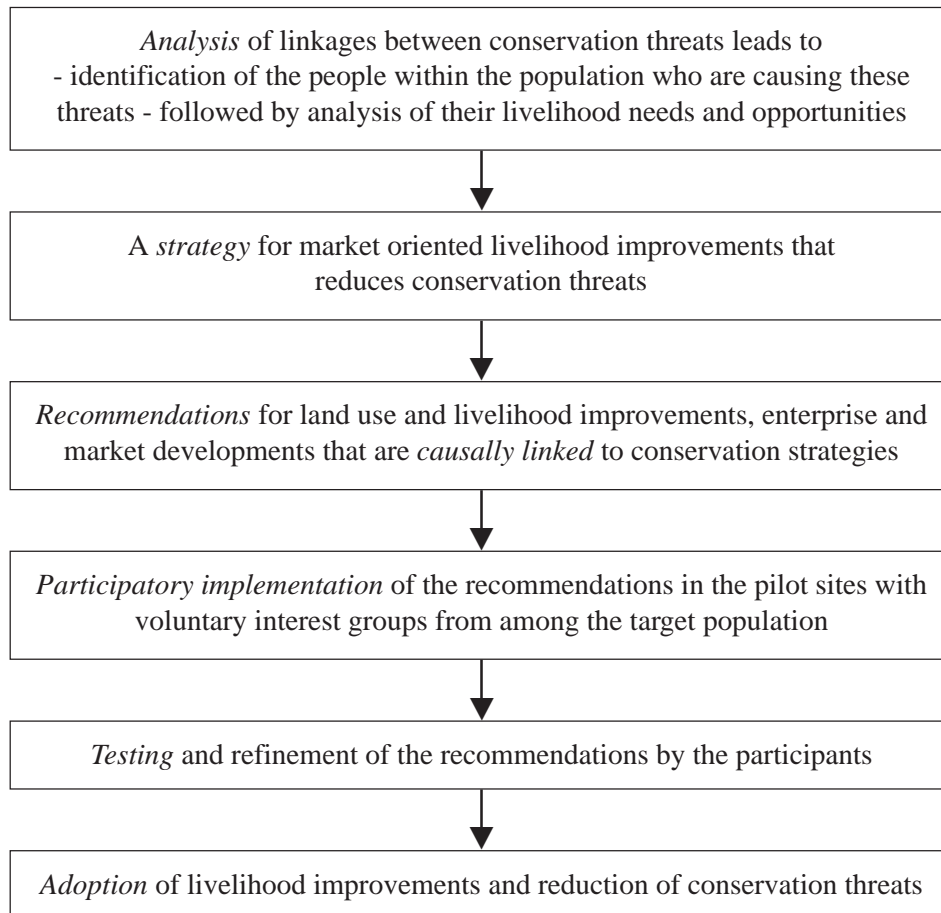 Analysis of linkages between conservation threats leads to
- identification of the people within the population who are causing these
threats - followed by analysis of their livelihood needs and opportunities
A strategy for market oriented livelihood improvements that
reduces conservation threats
Recommendations for land use and livelihood improvements, enterprise and
market developments that are causally linked to conservation strategies
Participatory implementation of the recommendations in the pilot sites with
voluntary interest groups from among the target population
Testing and refinement of the recommendations by the participants
Adoption of livelihood improvements and reduction of conservation threats